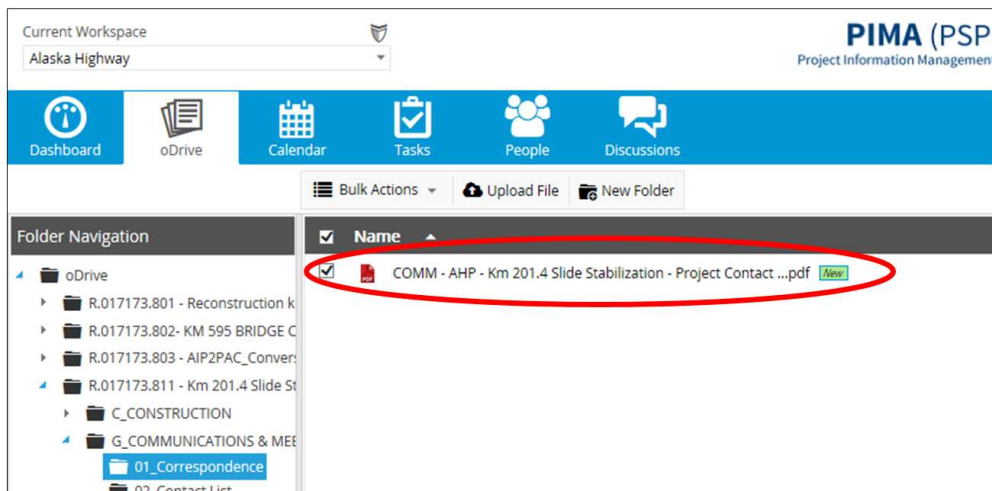 Current Workspace
Alaska Highway
PIMA (PSP
Project Information Management
Dashboard
oDrive
Calendar
Tasks
People
Discussions
Bulk Actions
Upload File
New Folder
Folder Navigation
Name
COMM - AHP - Km 201.4 Slide Stabilization - Project Contact ...pdf New
oDrive
R.017173.801 - Reconstruction k
R.017173.802- KM 595 BRIDGE C
R.017173.803 - AIP2PAC_Convers
R.017173.811 - Km 201.4 Slide St
C_CONSTRUCTION
G_COMMUNICATIONS & MEE
01_Correspondence
02_Contact List